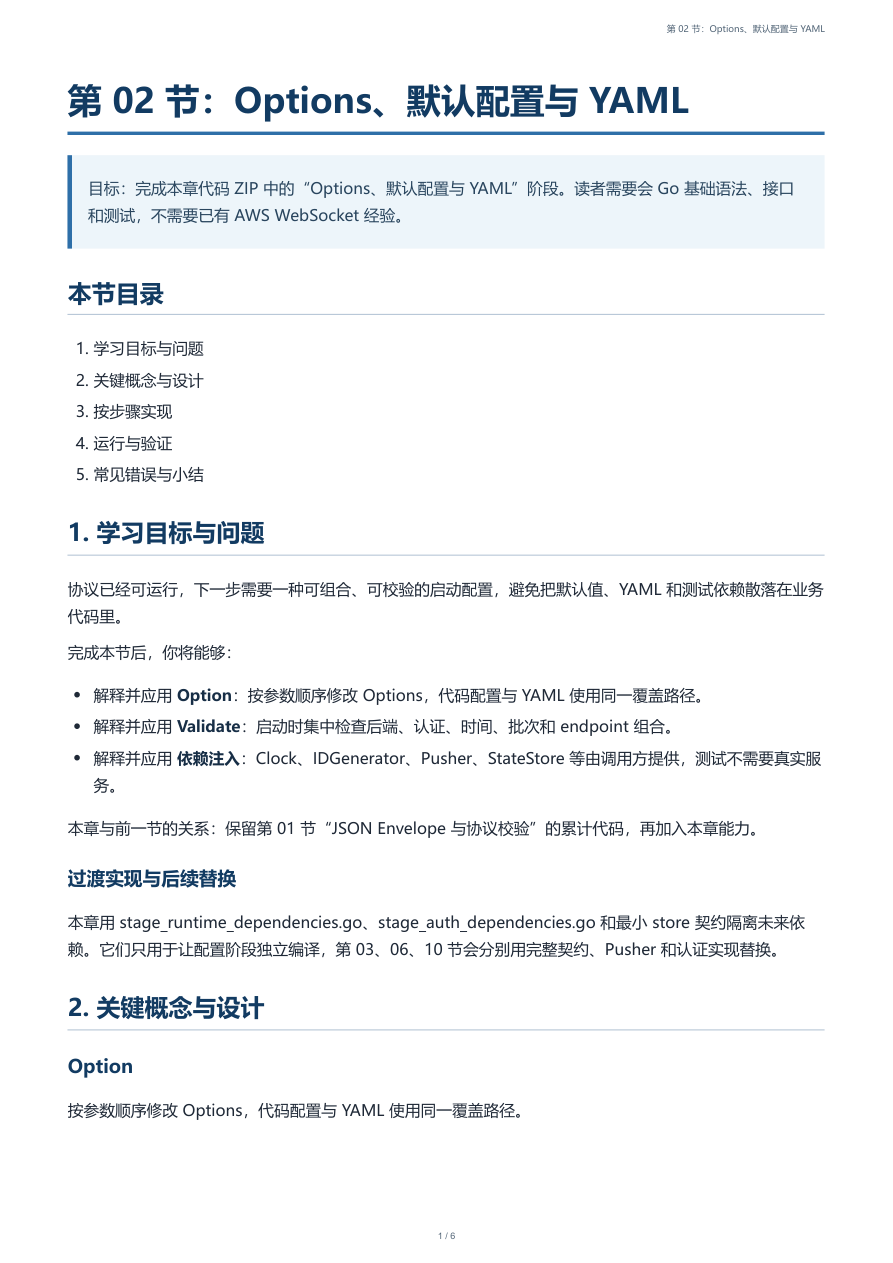 第 02 节：Options、默认配置与 YAML
第 02 节：Options、默认配置与 YAML
目标：完成本章代码 ZIP 中的“Options、默认配置与 YAML”阶段。读者需要会 Go 基础语法、接口
和测试，不需要已有 AWS WebSocket 经验。
本节目录
1. 学习目标与问题
2. 关键概念与设计
3. 按步骤实现
4. 运行与验证
5. 常见错误与小结
1. 学习目标与问题
协议已经可运行，下一步需要一种可组合、可校验的启动配置，避免把默认值、YAML 和测试依赖散落在业务
代码里。
完成本节后，你将能够：
• 解释并应用 Option：按参数顺序修改 Options，代码配置与 YAML 使用同一覆盖路径。
• 解释并应用 Validate：启动时集中检查后端、认证、时间、批次和 endpoint 组合。
• 解释并应用 依赖注入：Clock、IDGenerator、Pusher、StateStore 等由调用方提供，测试不需要真实服
务。
本章与前一节的关系：保留第 01 节“JSON Envelope 与协议校验”的累计代码，再加入本章能力。
过渡实现与后续替换
本章用 stage_runtime_dependencies.go、stage_auth_dependencies.go 和最小 store 契约隔离未来依
赖。它们只用于让配置阶段独立编译，第 03、06、10 节会分别用完整契约、Pusher 和认证实现替换。
2. 关键概念与设计
Option
按参数顺序修改 Options，代码配置与 YAML 使用同一覆盖路径。
1 / 6